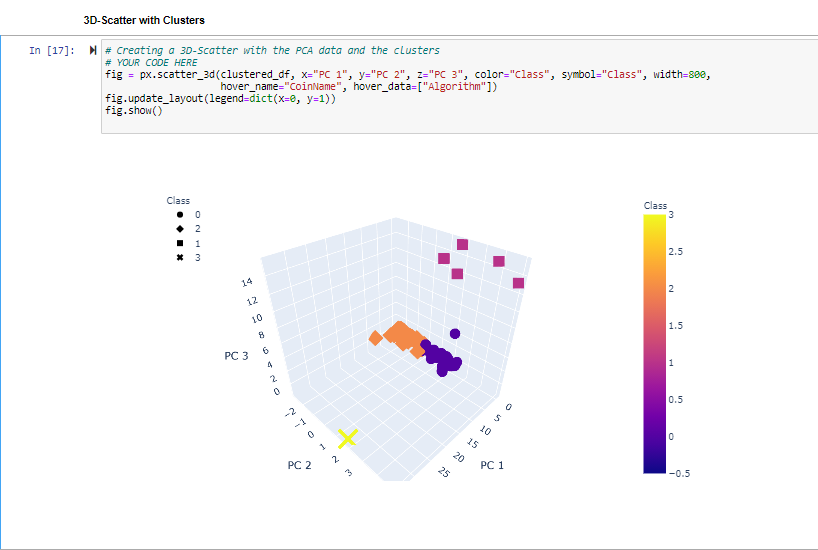 3D-Scatter with Clusters
In [17]:
# Creating a 3D-Scatter with the PCA data and the clusters
# YOUR CODE HERE
fig = px.scatter_3d(clustered_df, x="PC 1", y="PC 2", z="PC 3", color="Class", symbol="Class", width=800,
hover_name="CoinName", hover_data=["Algorithm"])
fig.update_layout(legend=dict(x=0, y=1))
fig.show()
Class
0
2
1
3
14
12
10
8
6
4
2
0
PC 3
−2
−1
0
1
2
3
PC 2
0
5
10
15
20
25
PC 1
Class
3
2.5
2
1.5
1
0.5
0
−0.5